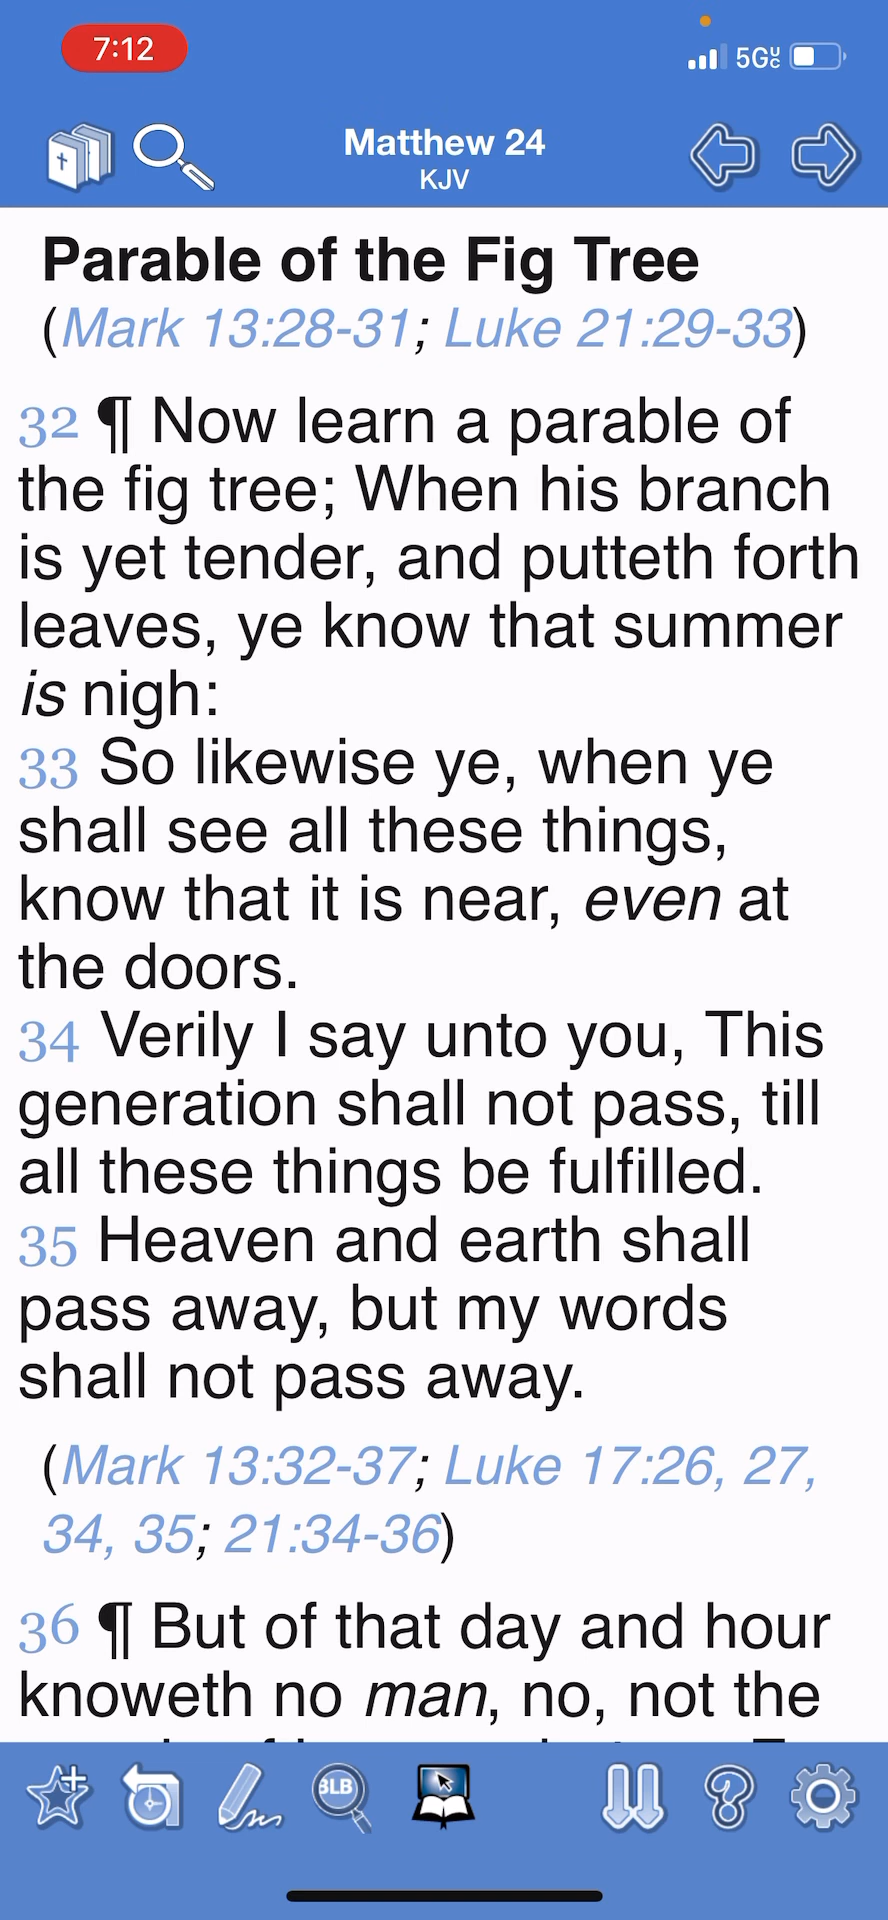 7:12
5GUC
Matthew 24
KJV
Parable of the Fig Tree
(Mark 13:28-31; Luke 21:29-33)
32 ¶ Now learn a parable of
the fig tree; When his branch
is yet tender, and putteth forth
leaves, ye know that summer
is nigh:
33 So likewise ye, when ye
shall see all these things,
know that it is near, even at
the doors.
34 Verily I say unto you, This
generation shall not pass, till
all these things be fulfilled.
35 Heaven and earth shall
pass away, but my words
shall not pass away.
(Mark 13:32-37; Luke 17:26, 27,
34, 35; 21:34-36)
36 ¶ But of that day and hour
knoweth no man, no, not the
BLB